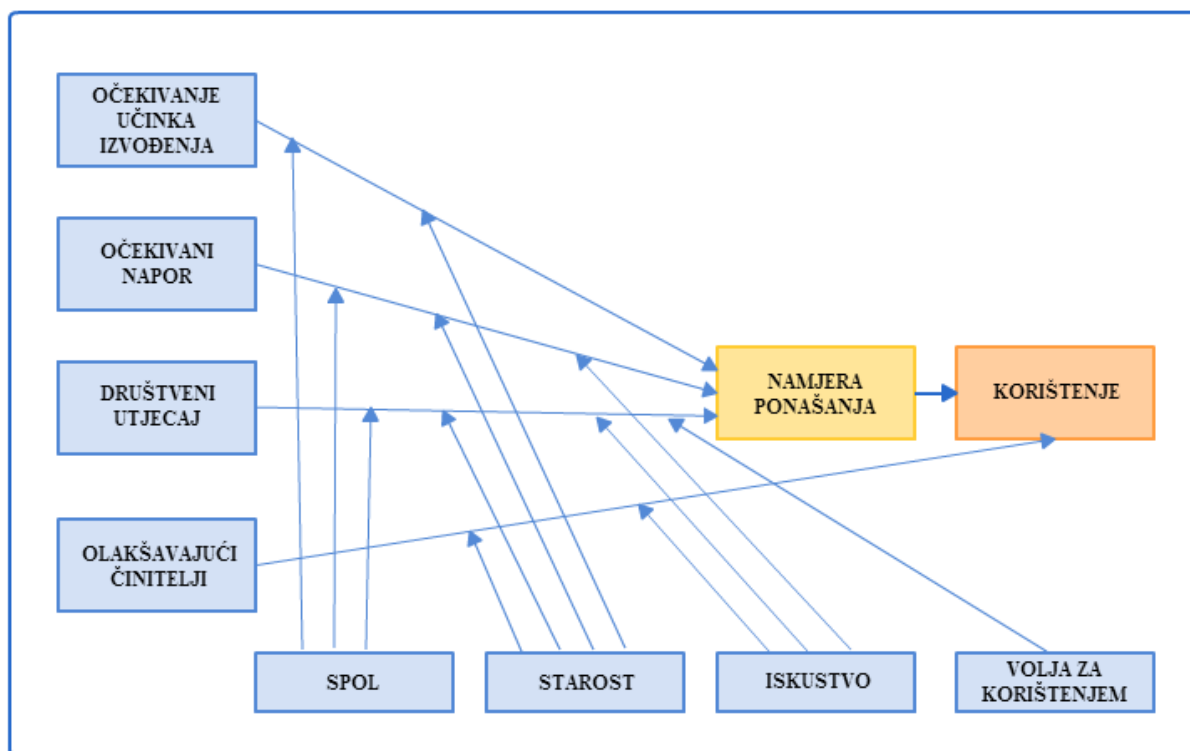 OČEKIVANJE
UČINKA
IZVOĐENJA
OČEKIVANI
NAPOR
DRUŠTVENI
UTJECAJ
NAMJERA
PONAŠANJA
KORIŠTENJE
OLAKŠAVAJUĆI
ČINITELJI
SPOL
STAROST
ISKUSTVO
VOLJA ZA
KORIŠTENJEM